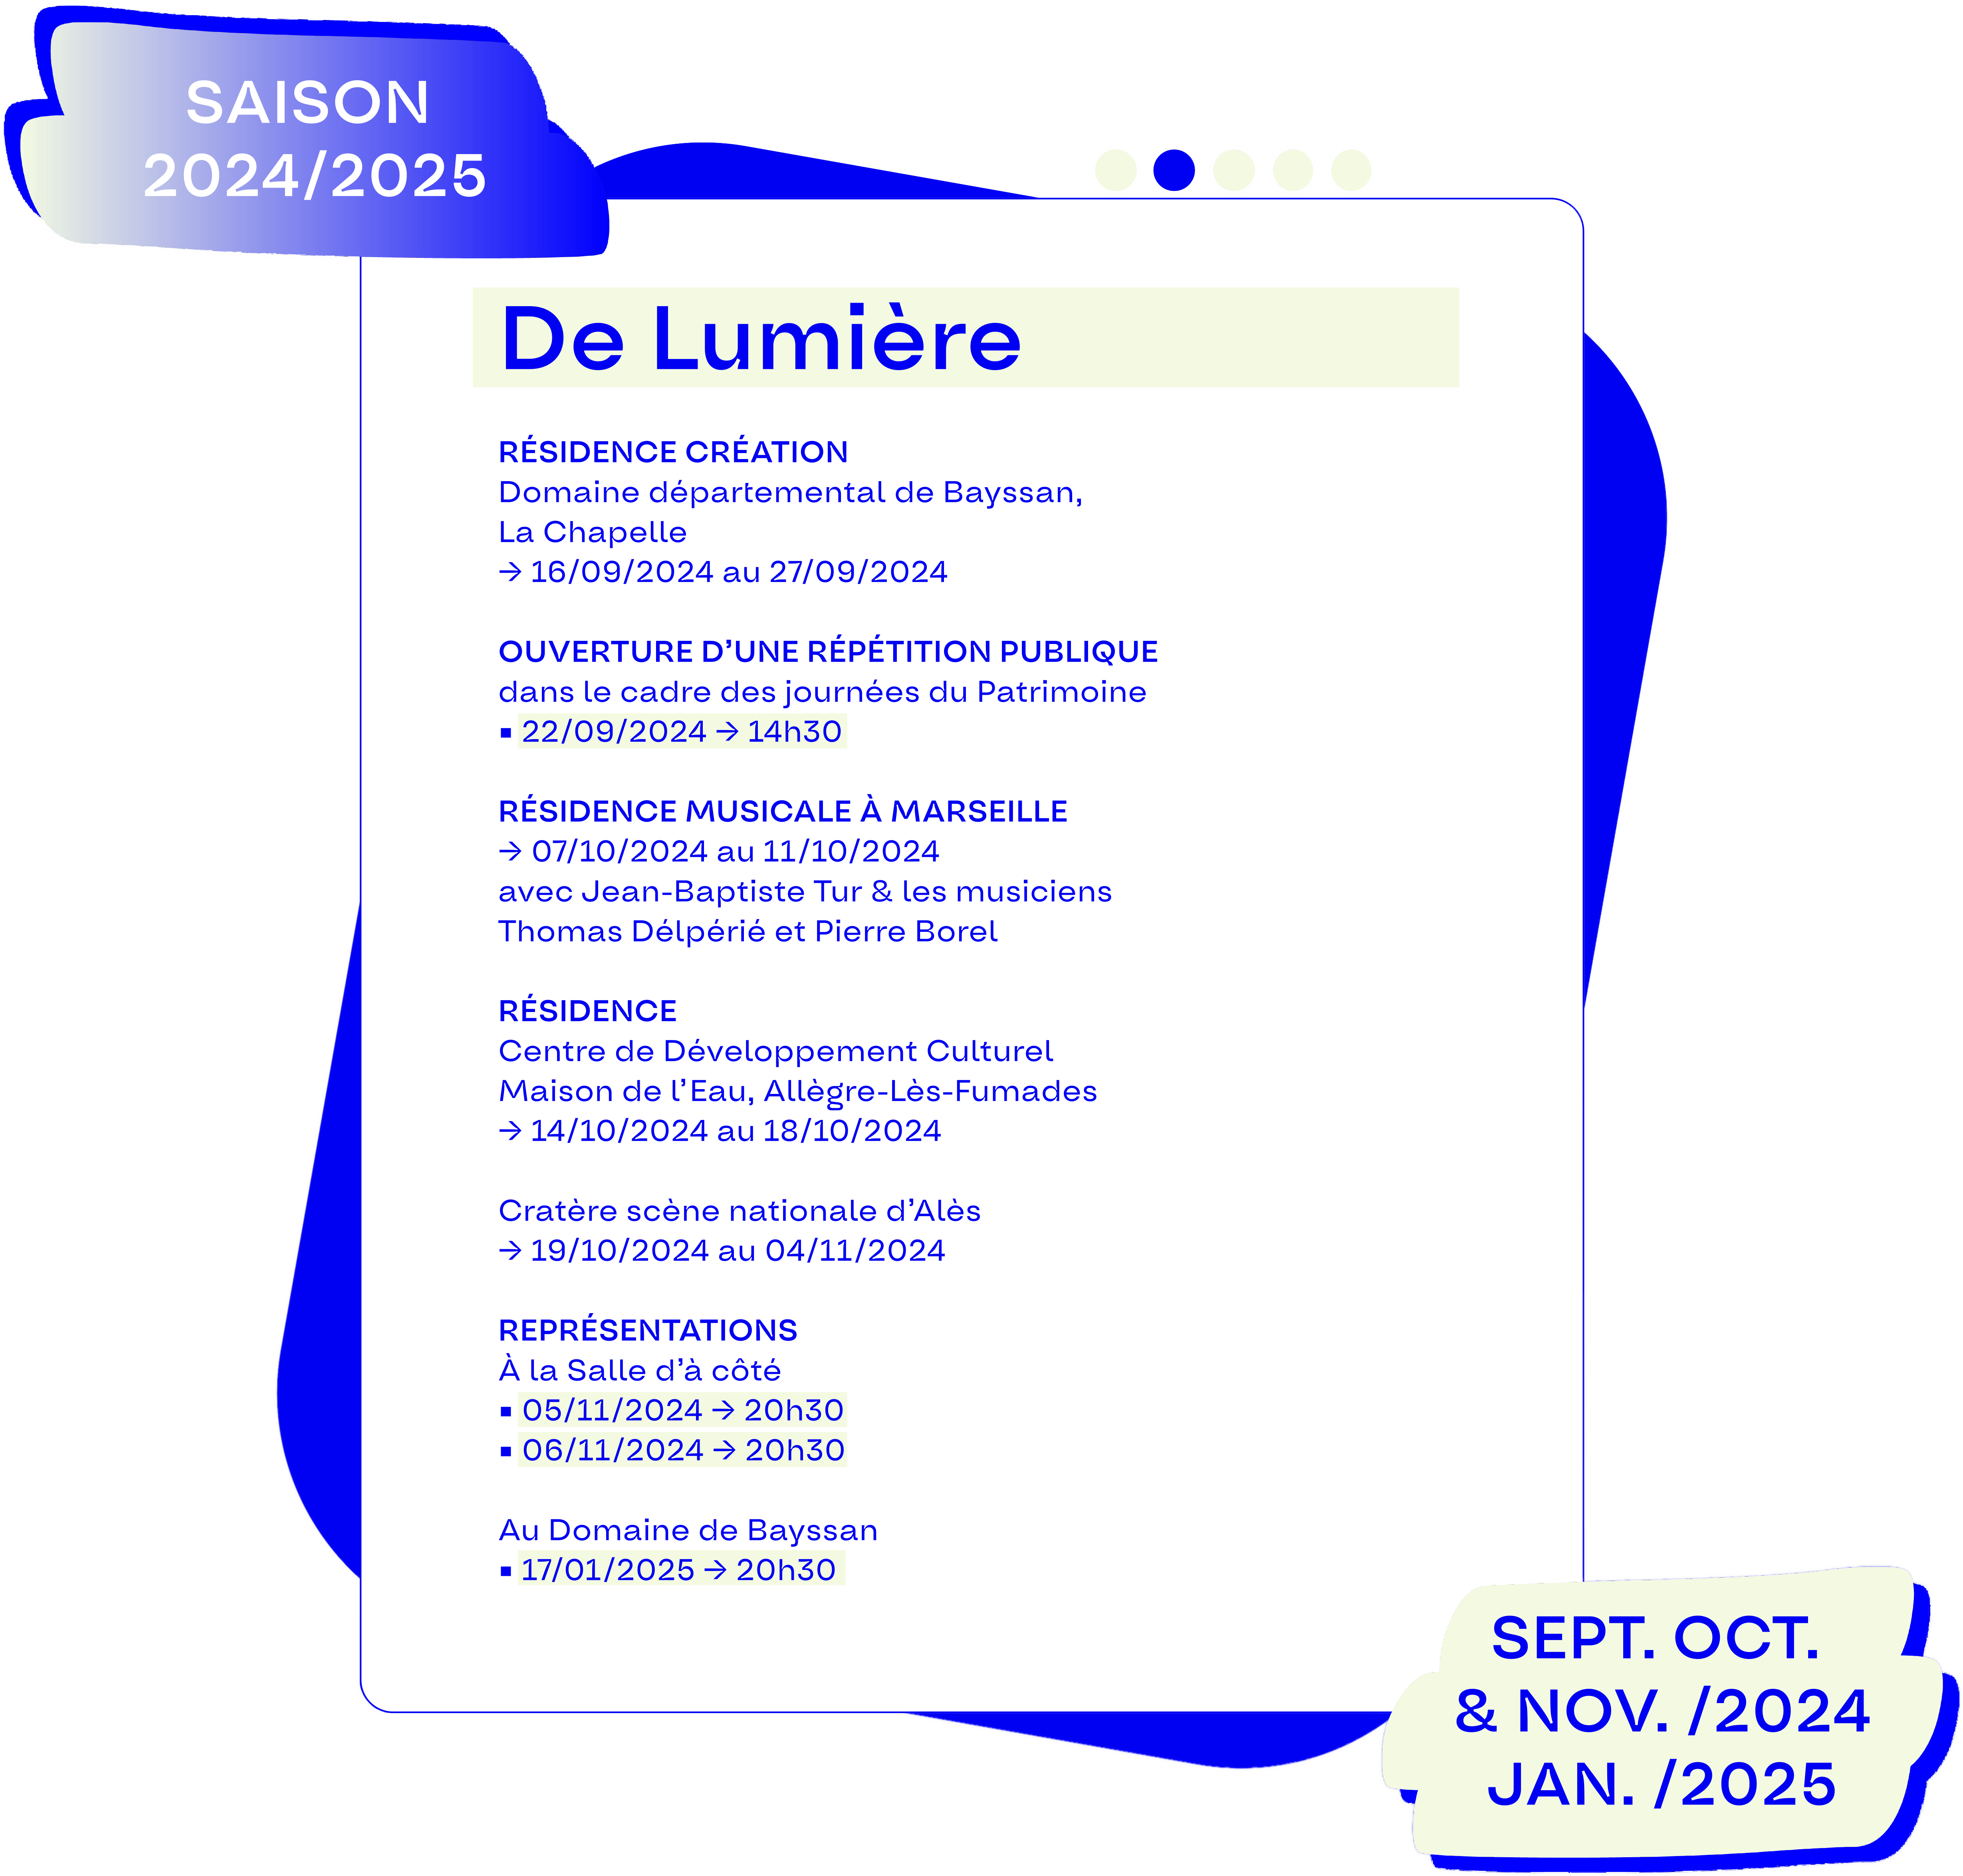 SAISON
2024/2025
De Lumière
RÉSIDENCE CRÉATION
Domaine départemental de Bayssan,
La Chapelle
→ 16/09/2024 au 27/09/2024
OUVERTURE D’UNE RÉPÉTITION PUBLIQUE
dans le cadre des journées du Patrimoine
▪ 22/09/2024 → 14h30
RÉSIDENCE MUSICALE À MARSEILLE
→ 07/10/2024 au 11/10/2024
avec Jean-Baptiste Tur & les musiciens
Thomas Délpérié et Pierre Borel
RÉSIDENCE
Centre de Développement Culturel
Maison de l’Eau, Allègre-Lès-Fumades
→ 14/10/2024 au 18/10/2024
Cratère scène nationale d’Alès
→ 19/10/2024 au 04/11/2024
REPRÉSENTATIONS
À la Salle d’à côté
▪ 05/11/2024 → 20h30
▪ 06/11/2024 → 20h30
Au Domaine de Bayssan
▪ 17/01/2025 → 20h30
SEPT. OCT.
& NOV. /2024
JAN. /2025